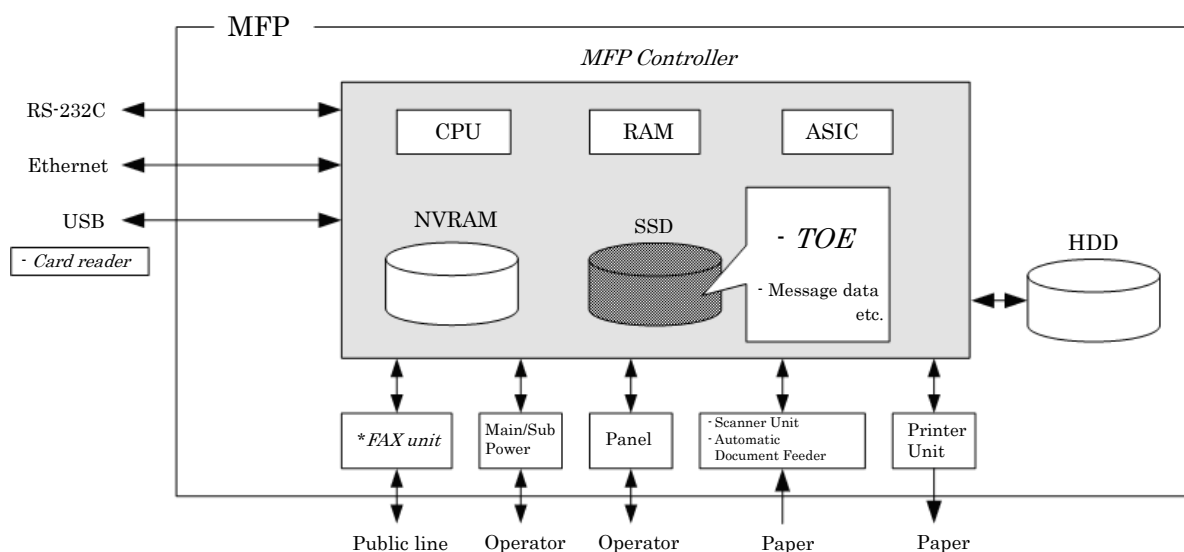 MFP
MFP Controller
RS-232C
CPU
RAM
ASIC
Ethernet
USB
- Card reader
NVRAM
SSD
- TOE
- Message data
etc.
HDD
*FAX unit
Main/Sub
Power
Panel
- Scanner Unit
- Automatic
Document Feeder
Printer
Unit
Public line
Operator
Operator
Paper
Paper